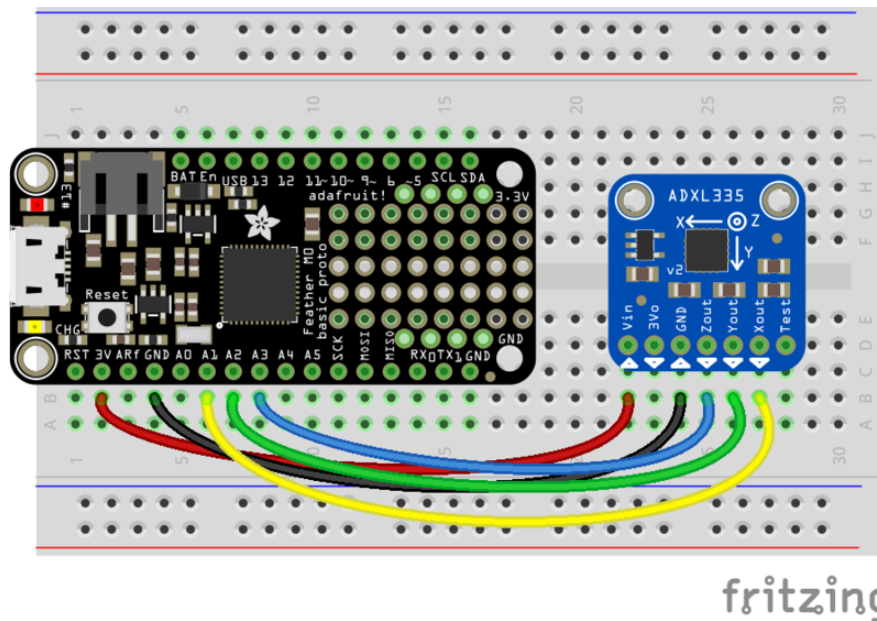 1 5 10 15 20 25 30
J J
I I
H H
G G
F F
E E
D D
C C
B B
A A
1 5 10 15 20 25 30
BAT En USB 13 12 11~ 10~ 9~ 6 ~5 SCL SDA
adafruit! 3.3V
#13
Feather M0
basic proto
Reset
CHG
GND
SCK MOSI MISO
RST 3V ARf GND A0 A1 A2 A3 A4 A5 RX0 TX1 GND
ADXL335
X Z
Y
v2
Vin 3Vo GND Zout Yout Xout Test
fritzing